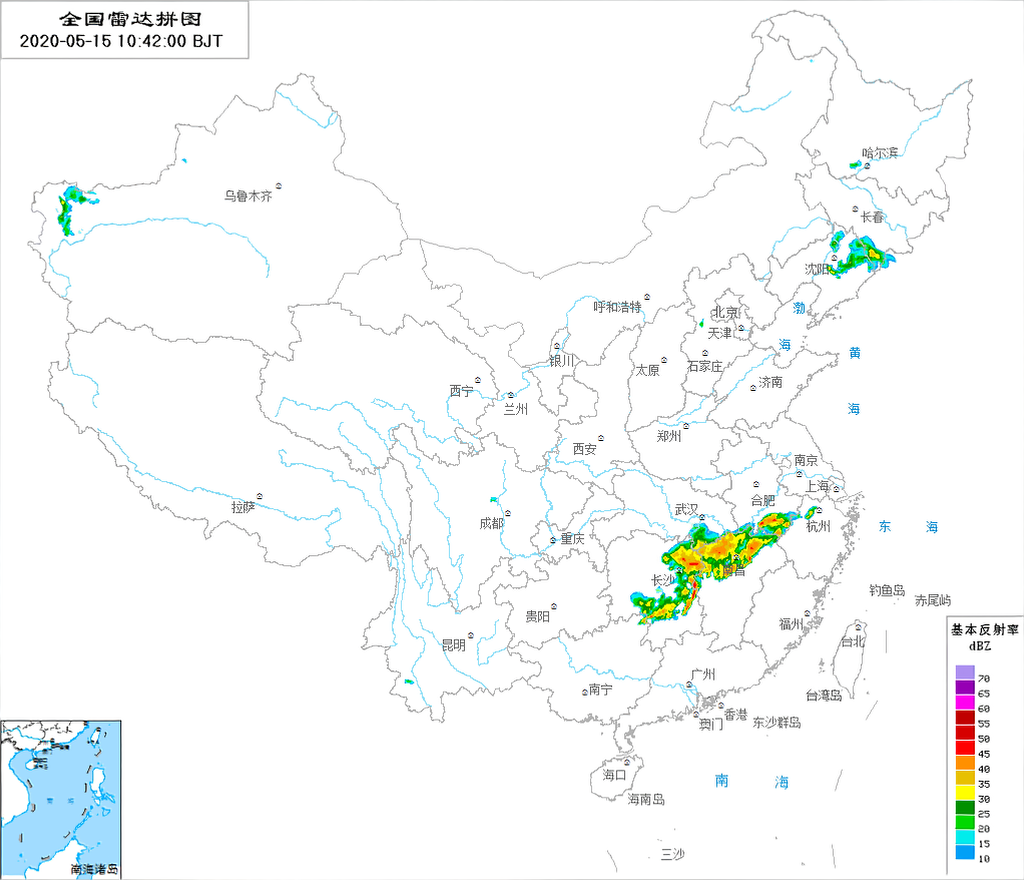 全国雷达拼图
2020-05-15 10:42:00 BJT
哈尔滨
乌鲁木齐
长春
沈阳
呼和浩特
北京
渤
天津
海
黄
银川
太原
石家庄
西宁
济南
兰州
海
郑州
西安
南京
上海
拉萨
合肥
武汉
杭州
东 海
成都
重庆
长沙
南昌
钓鱼岛
赤尾屿
贵阳
福州
基本反射率
dBZ
昆明
台北
广州
70
南宁
台湾岛
65
香港
60
澳门
东沙群岛
55
50
45
海口
南 海
40
海南岛
35
30
25
20
15
三沙
10
南 海
南海诸岛